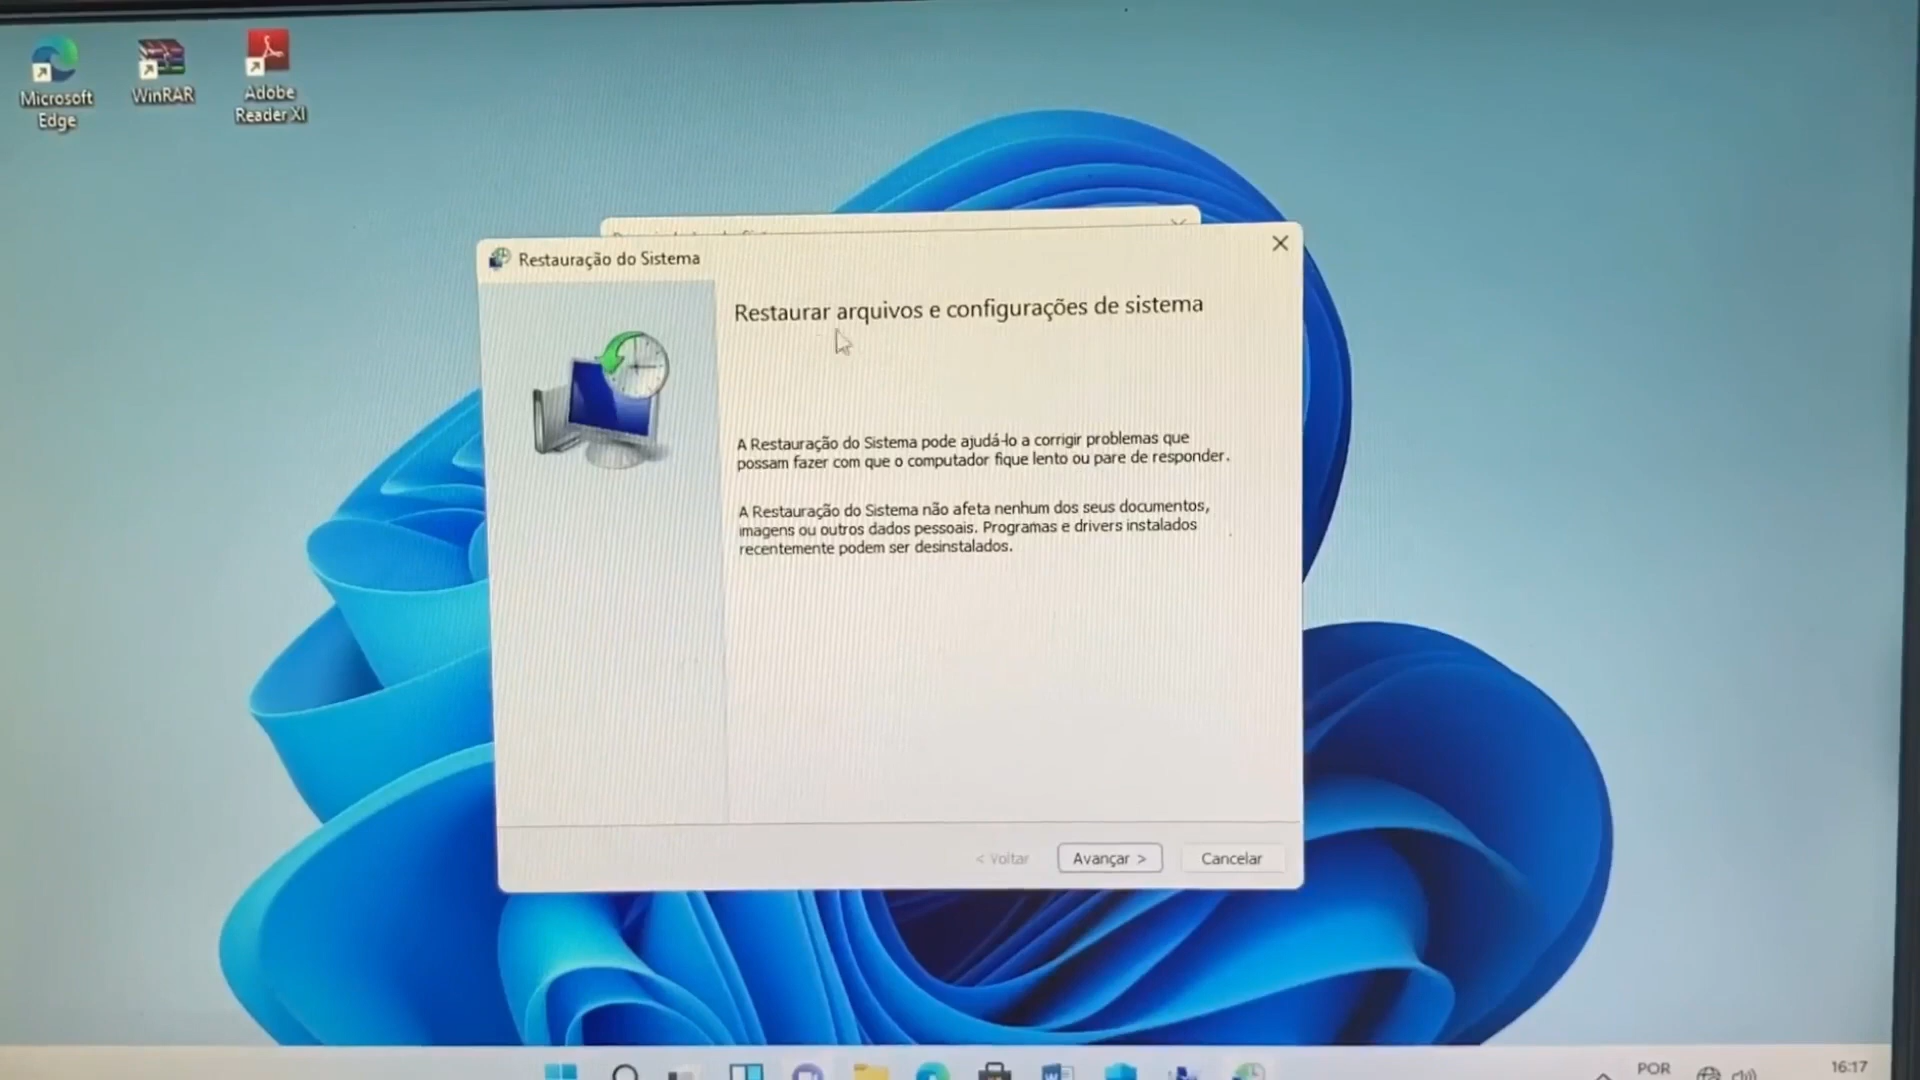 Microsoft
Edge
WinRAR
Adobe
Reader XI
Restauração do Sistema
Restaurar arquivos e configurações de sistema
A Restauração do Sistema pode ajudá-lo a corrigir problemas que
possam fazer com que o computador fique lento ou pare de responder.
A Restauração do Sistema não afeta nenhum dos seus documentos,
imagens ou outros dados pessoais. Programas e drivers instalados
recentemente podem ser desinstalados.
< Voltar
Avançar >
Cancelar
POR
16:17